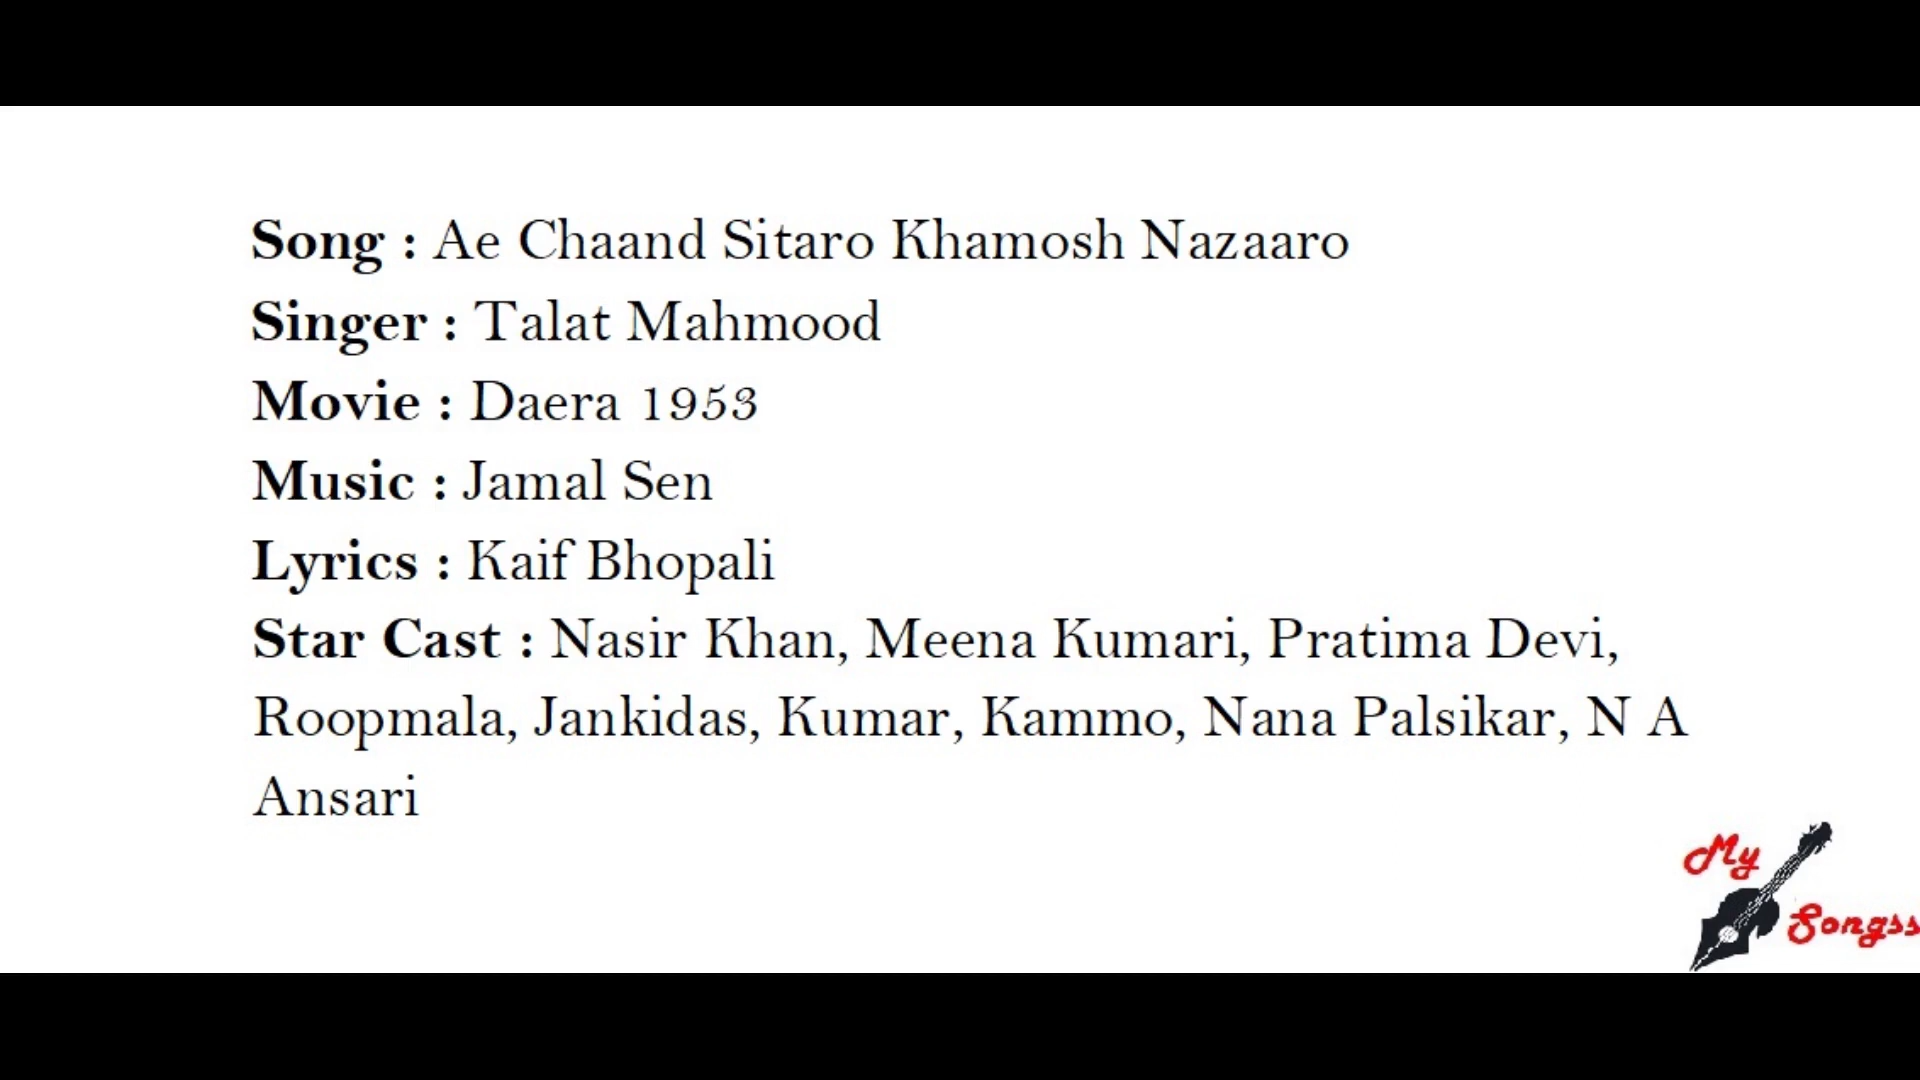 Song : Ae Chaand Sitaro Khamosh Nazaaro
Singer : Talat Mahmood
Movie : Daera 1953
Music : Jamal Sen
Lyrics : Kaif Bhopali
Star Cast : Nasir Khan, Meena Kumari, Pratima Devi,
Roopmala, Jankidas, Kumar, Kammo, Nana Palsikar, N A
Ansari
My
Songss